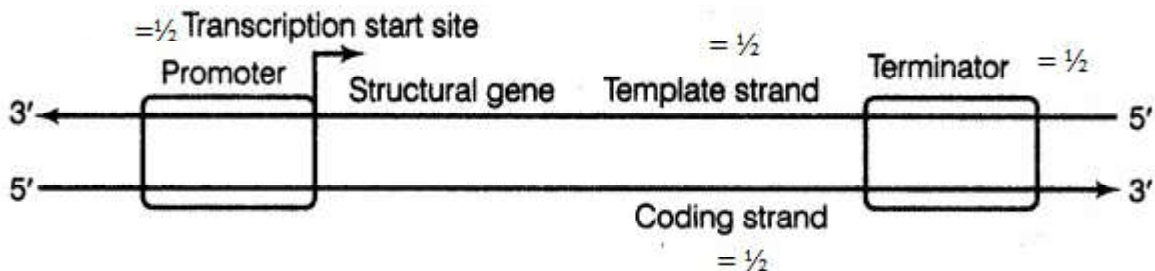 =½ Transcription start site
= ½
Promoter
Terminator = ½
Structural gene Template strand
3′ 5′
5′ 3′
Coding strand
= ½